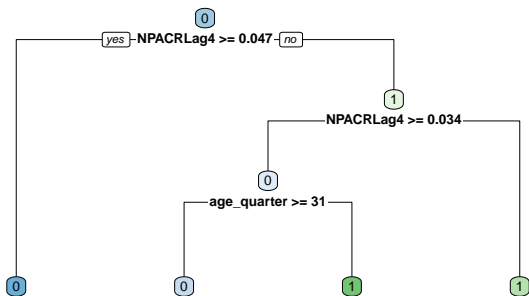 0
yes NPACRLag4 >= 0.047 no
1
NPACRLag4 >= 0.034
0
age_quarter >= 31
0 0 1 1